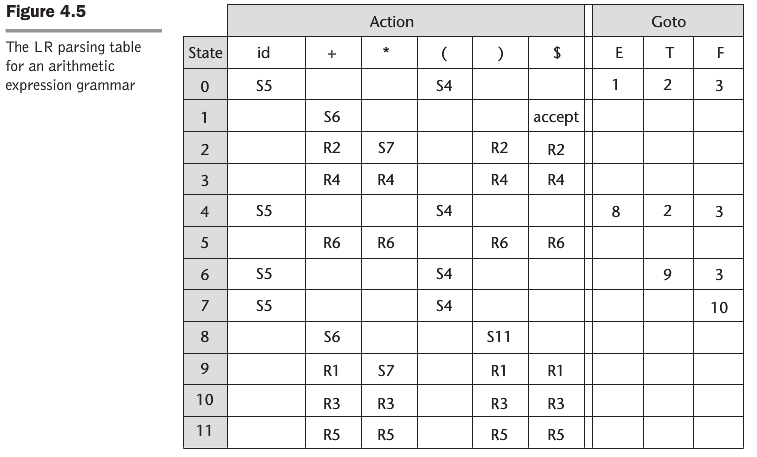 Figure 4.5
The LR parsing table
for an arithmetic
expression grammar
Action Goto
State id + * ( ) $ E T F
0 S5 S4 1 2 3
1 S6 accept
2 R2 S7 R2 R2
3 R4 R4 R4 R4
4 S5 S4 8 2 3
5 R6 R6 R6 R6
6 S5 S4 9 3
7 S5 S4 10
8 S6 S11
9 R1 S7 R1 R1
10 R3 R3 R3 R3
11 R5 R5 R5 R5